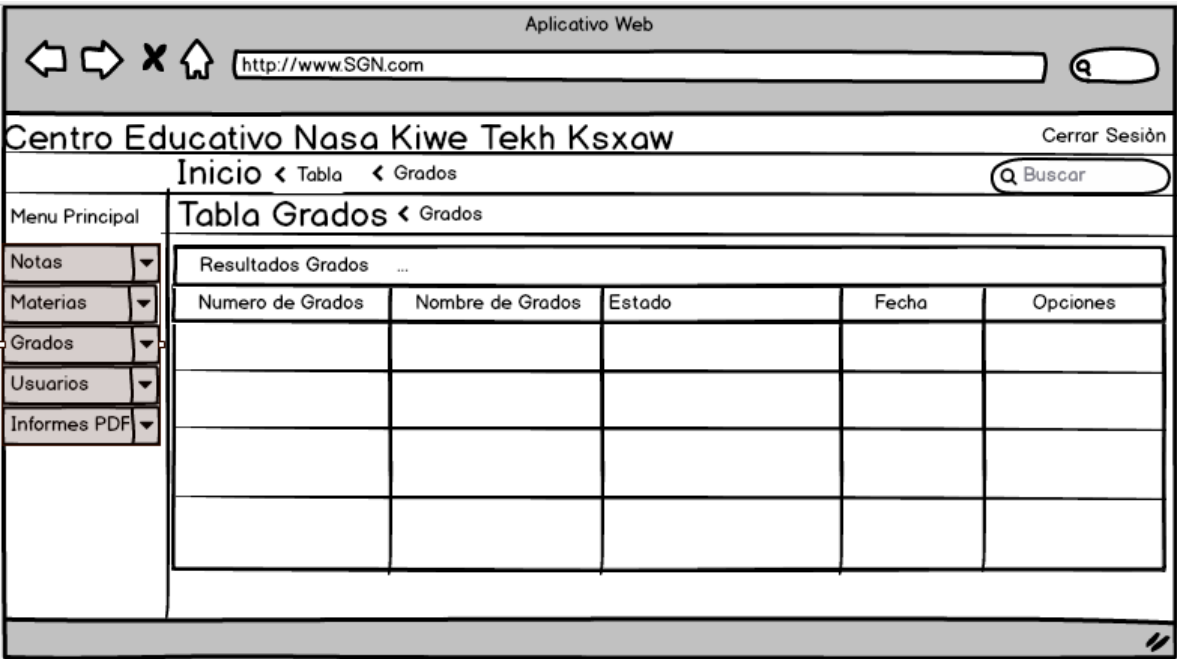 Aplicativo Web
http://www.SGN.com
Centro Educativo Nasa Kiwe Tekh Ksxaw
Cerrar Sesiòn
Inicio < Tabla < Grados
Buscar
Menu Principal
Tabla Grados < Grados
Notas
Materias
Grados
Usuarios
Informes PDF
Resultados Grados ...
Numero de Grados Nombre de Grados Estado Fecha Opciones